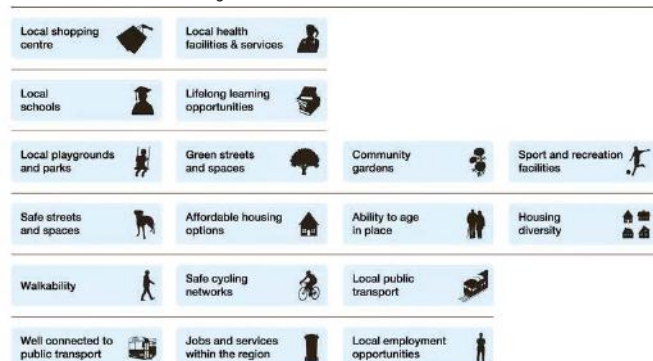 Local shopping
centre
Local health
facilities & services
Local
schools
Lifelong learning
opportunities
Local playgrounds
and parks
Green streets
and spaces
Community
gardens
Sport and recreation
facilities
Safe streets
and spaces
Affordable housing
options
Ability to age
in place
Housing
diversity
Walkability
Safe cycling
networks
Local public
transport
Well connected to
public transport
Jobs and services
within the region
Local employment
opportunities